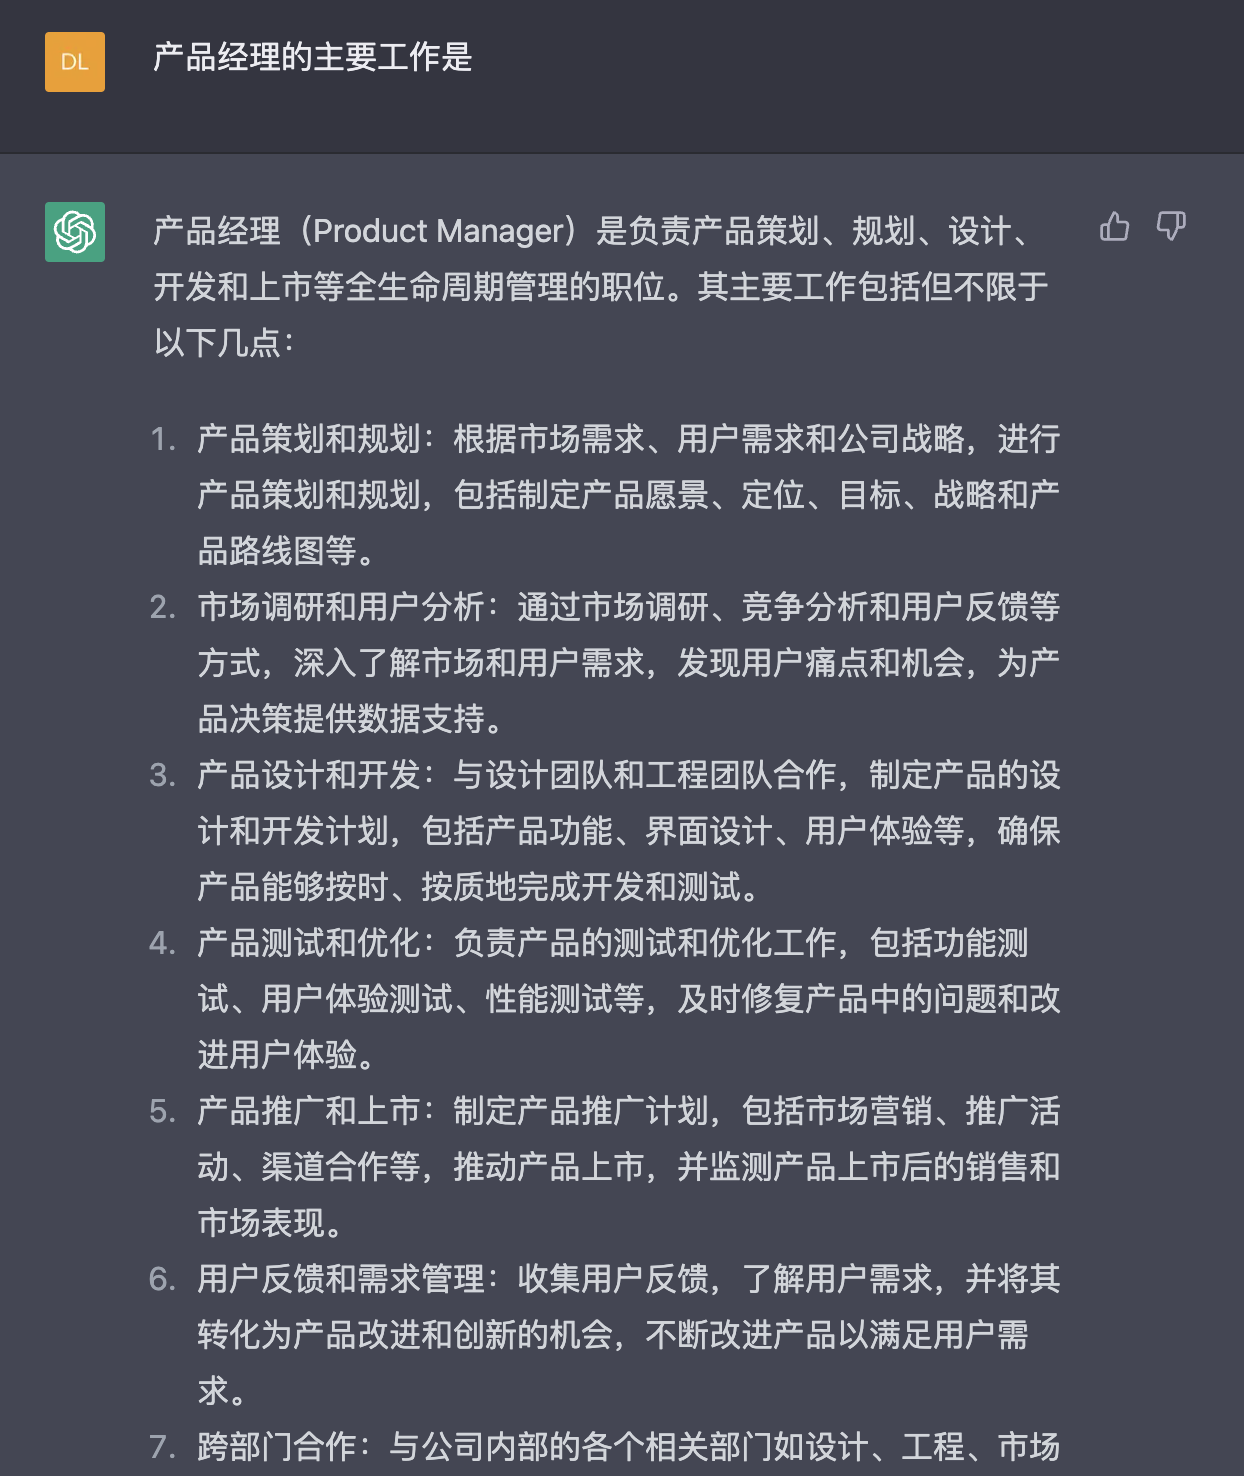 DL
产品经理的主要工作是
产品经理（Product Manager）是负责产品策划、规划、设计、
开发和上市等全生命周期管理的职位。其主要工作包括但不限于
以下几点：
1. 产品策划和规划：根据市场需求、用户需求和公司战略，进行
产品策划和规划，包括制定产品愿景、定位、目标、战略和产
品路线图等。
2. 市场调研和用户分析：通过市场调研、竞争分析和用户反馈等
方式，深入了解市场和用户需求，发现用户痛点和机会，为产
品决策提供数据支持。
3. 产品设计和开发：与设计团队和工程团队合作，制定产品的设
计和开发计划，包括产品功能、界面设计、用户体验等，确保
产品能够按时、按质地完成开发和测试。
4. 产品测试和优化：负责产品的测试和优化工作，包括功能测
试、用户体验测试、性能测试等，及时修复产品中的问题和改
进用户体验。
5. 产品推广和上市：制定产品推广计划，包括市场营销、推广活
动、渠道合作等，推动产品上市，并监测产品上市后的销售和
市场表现。
6. 用户反馈和需求管理：收集用户反馈，了解用户需求，并将其
转化为产品改进和创新的机会，不断改进产品以满足用户需
求。
7. 跨部门合作：与公司内部的各个相关部门如设计、工程、市场